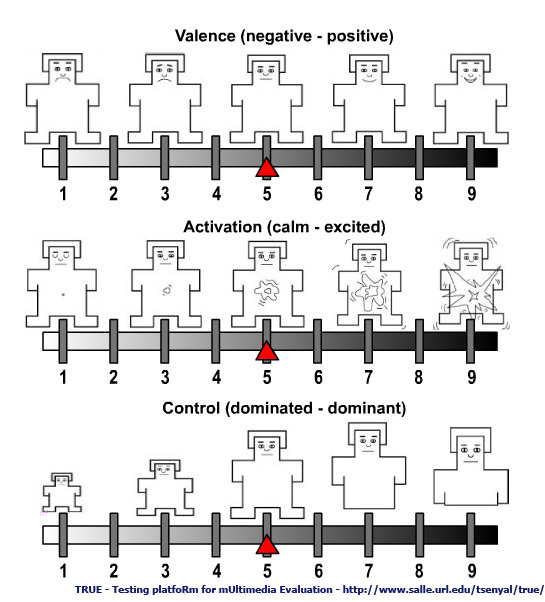 Valence (negative - positive)
1 2 3 4 5 6 7 8 9
Activation (calm - excited)
1 2 3 4 5 6 7 8 9
Control (dominated - dominant)
1 2 3 4 5 6 7 8 9
TRUE - Testing platfoRm for mUltimedia Evaluation - http://www.salle.url.edu/tsenyal/true/